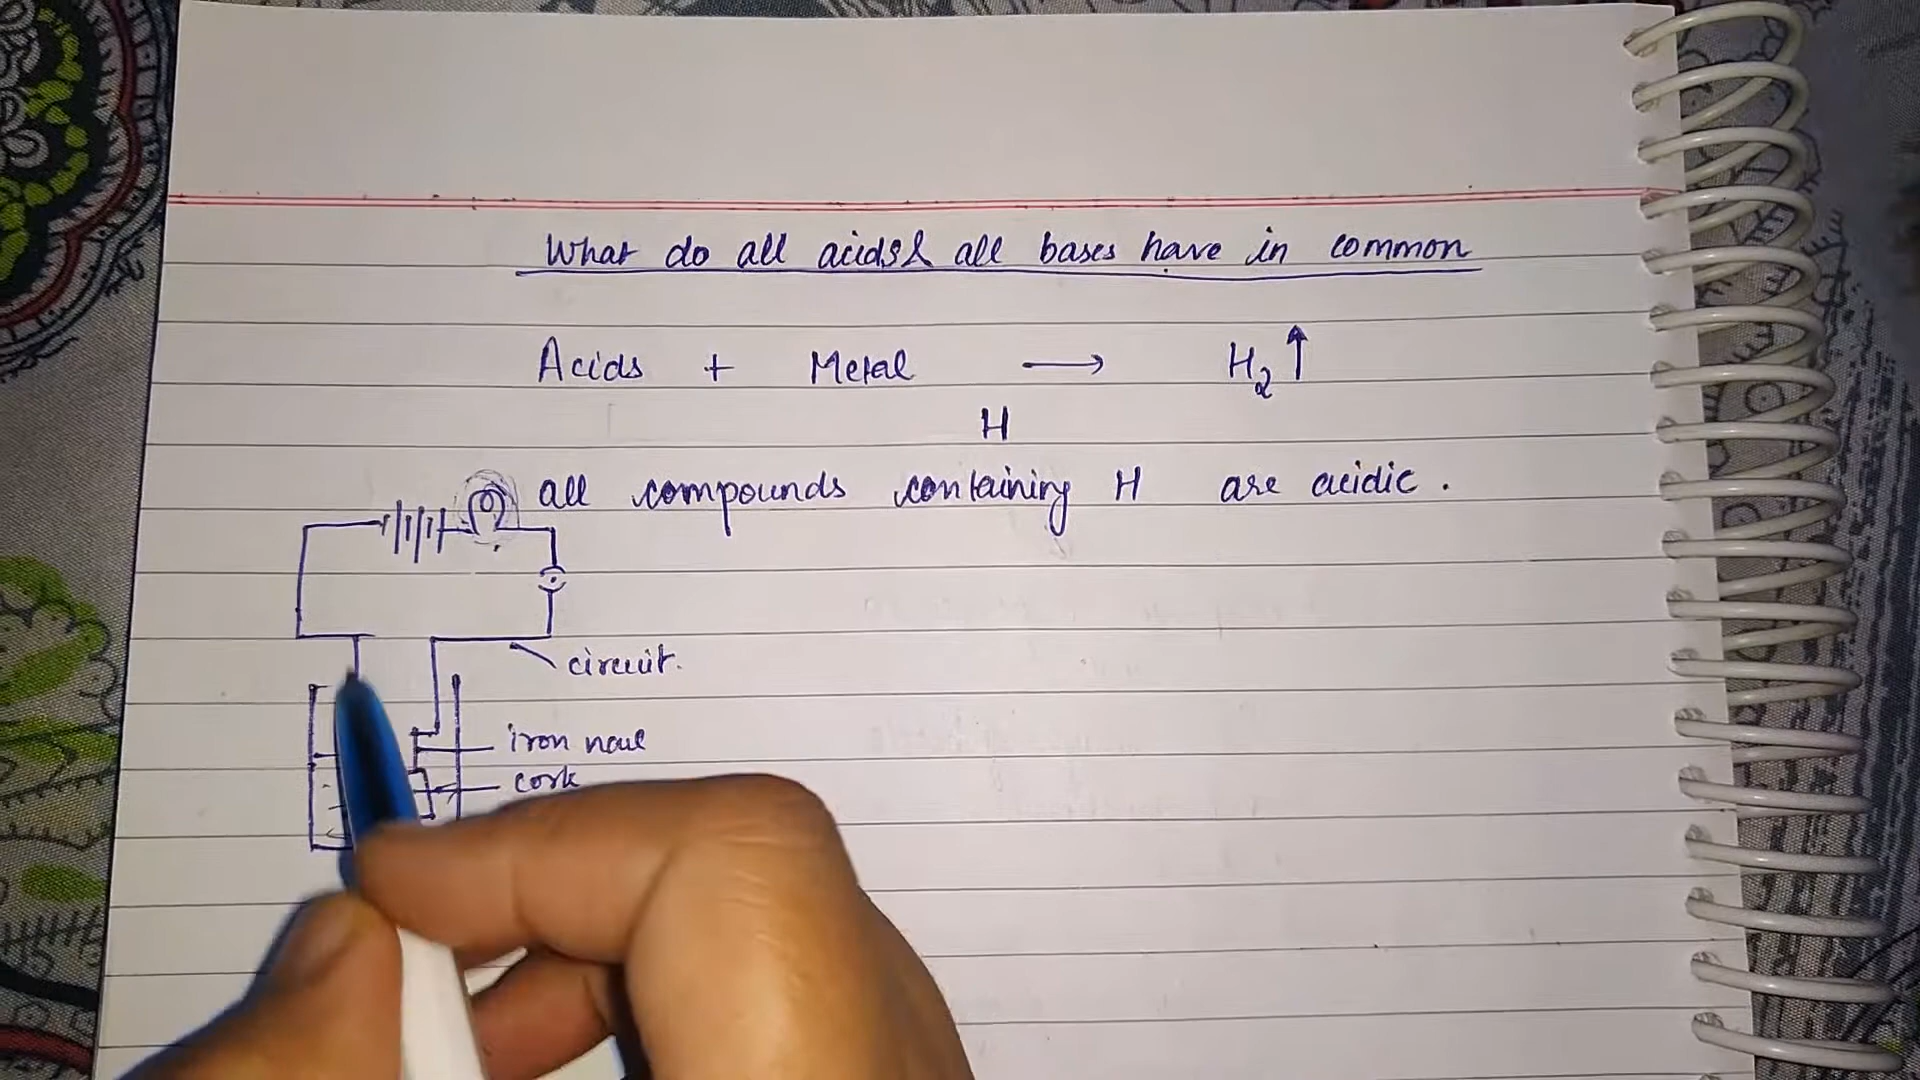 What do all acids & all bases have in common
Acids + Metal ⟶ H₂↑
H
all compounds containing H are acidic.
circuit.
iron nail
cork